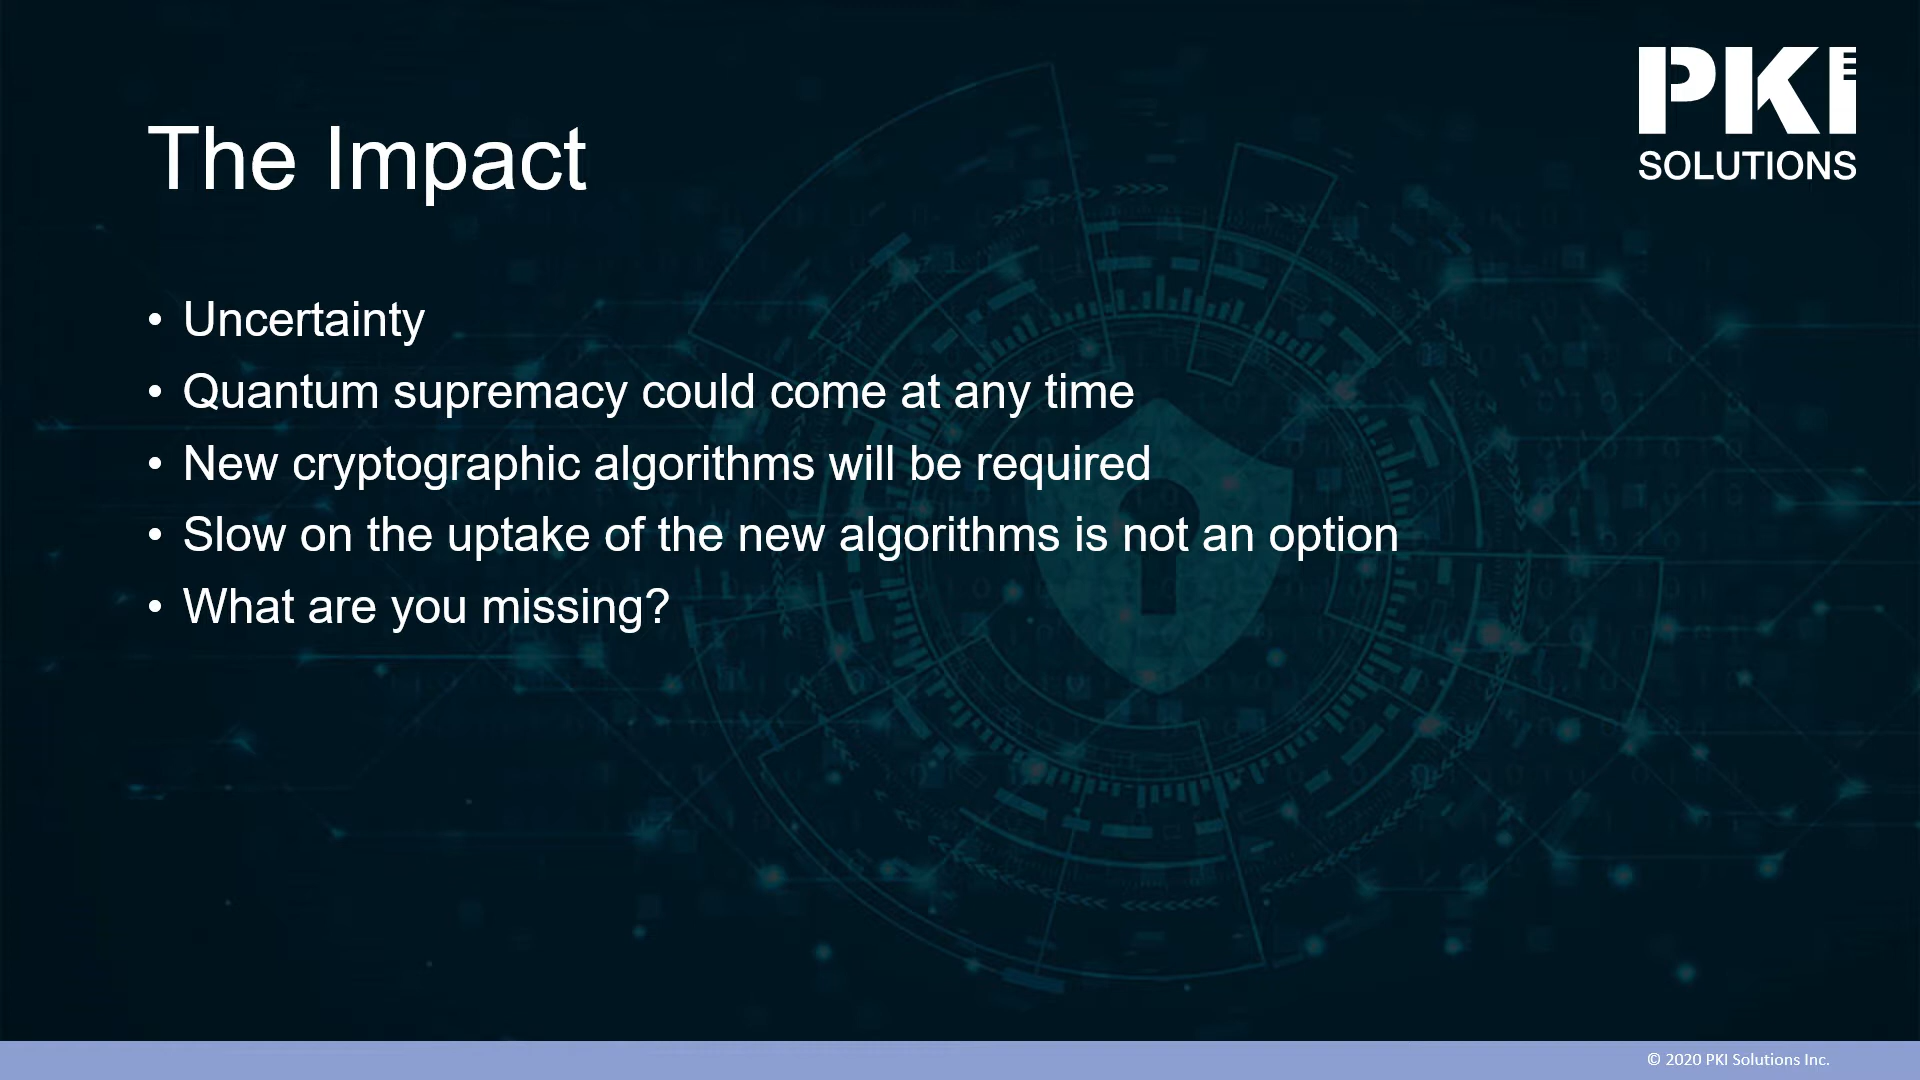 PKI
SOLUTIONS
The Impact
• Uncertainty
• Quantum supremacy could come at any time
• New cryptographic algorithms will be required
• Slow on the uptake of the new algorithms is not an option
• What are you missing?
© 2020 PKI Solutions Inc.